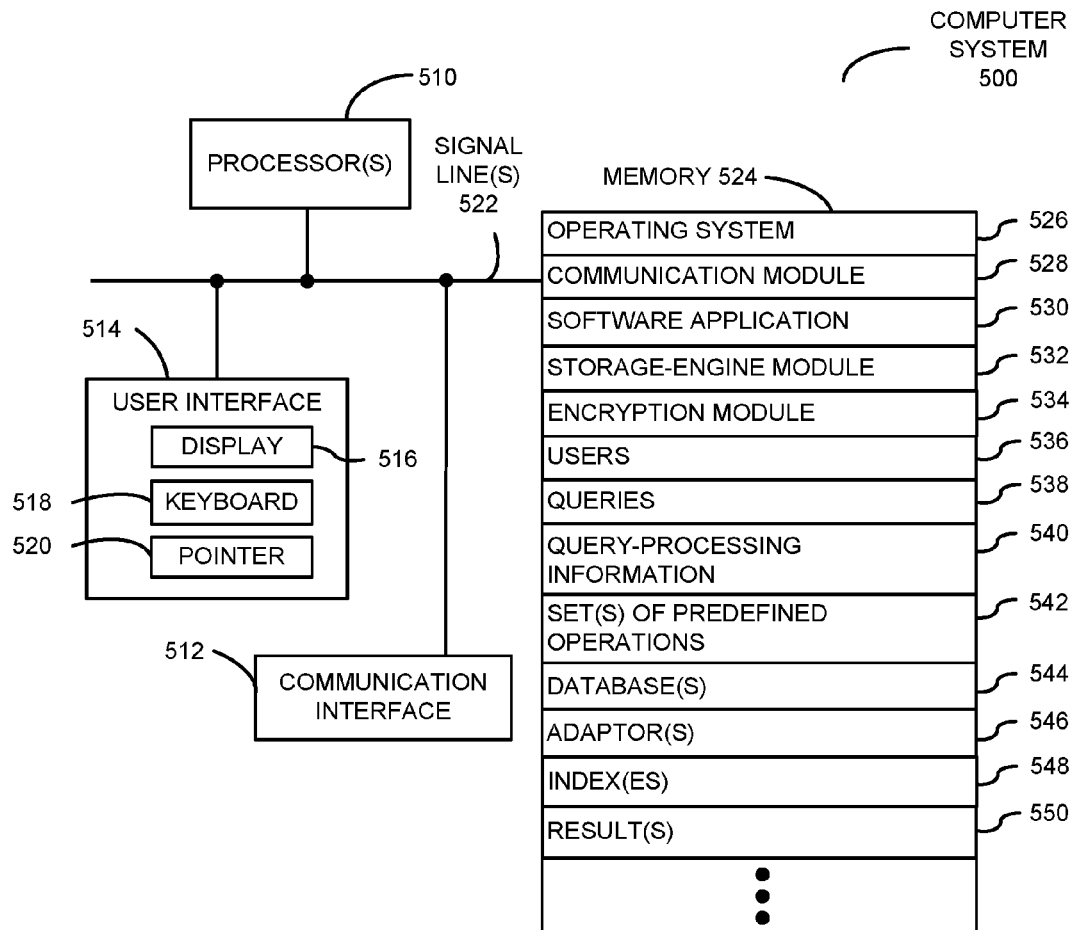 COMPUTER
SYSTEM
500
510
PROCESSOR(S)
SIGNAL
LINE(S)
522
MEMORY 524
OPERATING SYSTEM
526
COMMUNICATION MODULE
528
SOFTWARE APPLICATION
530
STORAGE-ENGINE MODULE
532
ENCRYPTION MODULE
534
USERS
536
QUERIES
538
QUERY-PROCESSING
INFORMATION
540
SET(S) OF PREDEFINED
OPERATIONS
542
DATABASE(S)
544
ADAPTOR(S)
546
INDEX(ES)
548
RESULT(S)
550
514
USER INTERFACE
DISPLAY
516
518
KEYBOARD
520
POINTER
512
COMMUNICATION
INTERFACE